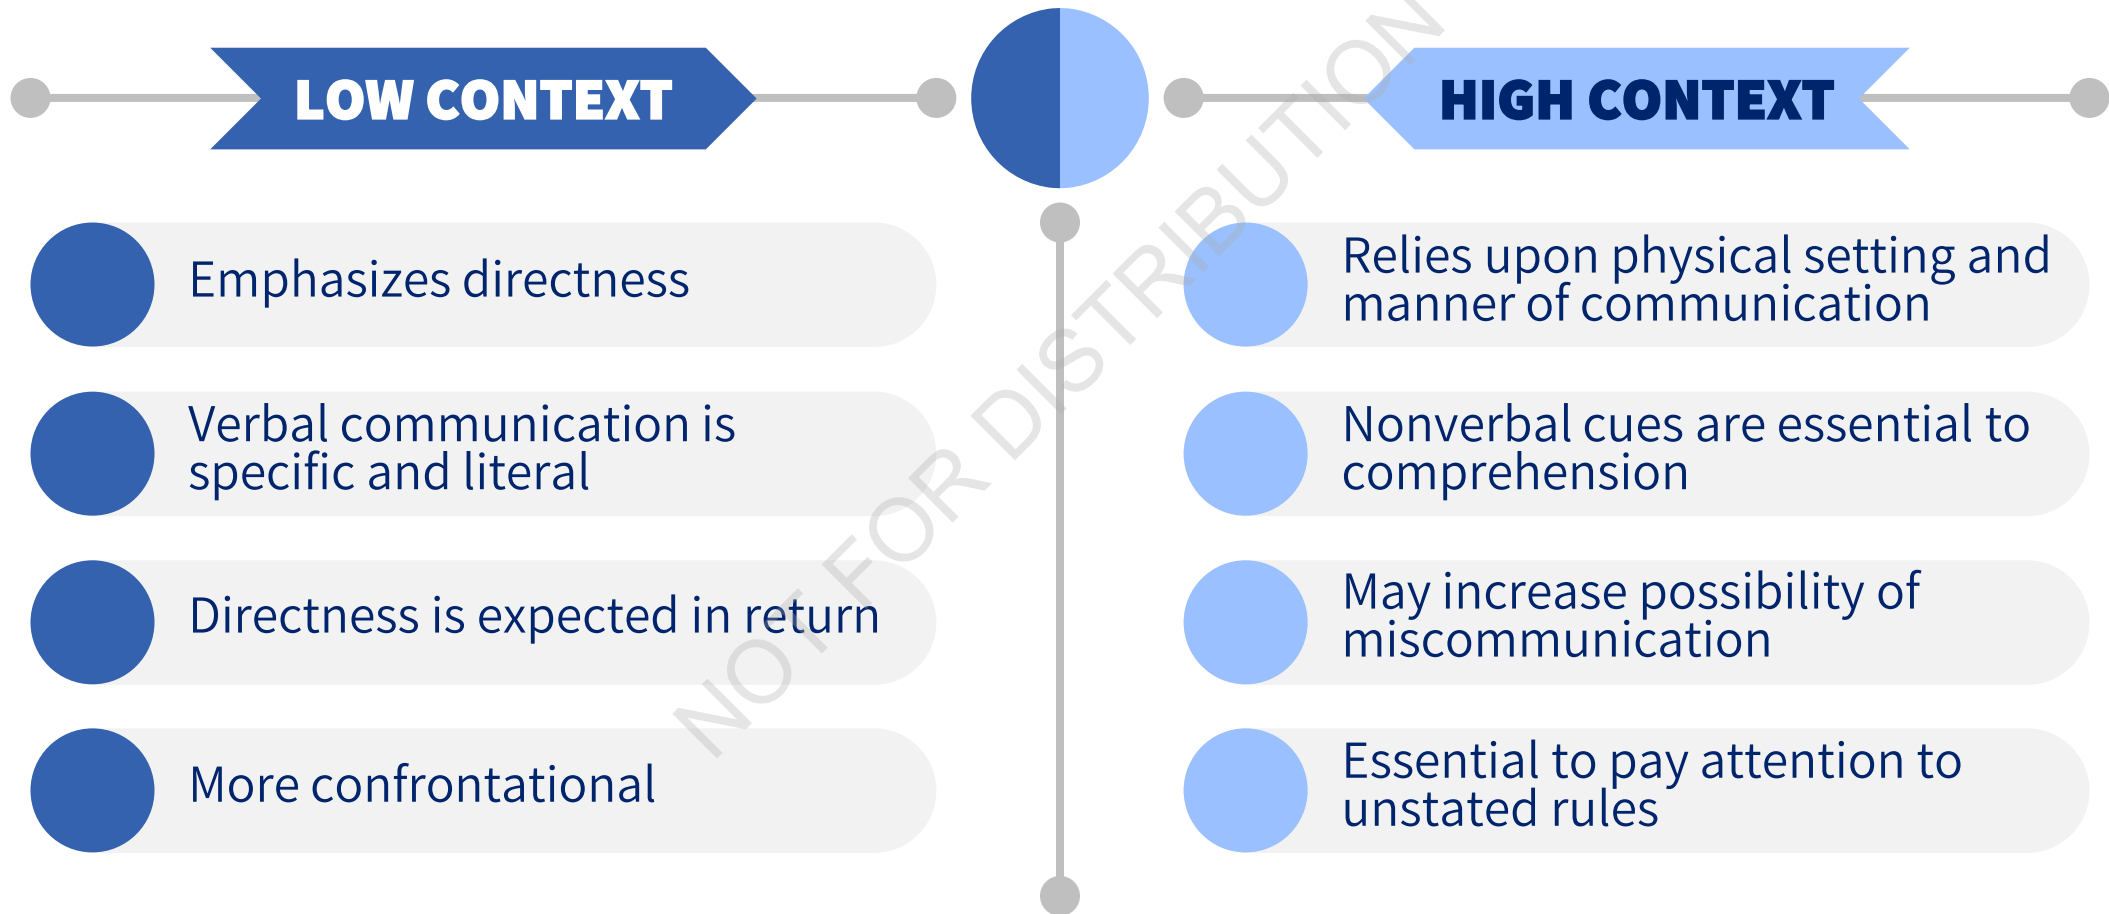 LOW CONTEXT
Emphasizes directness
Verbal communication is
specific and literal
Directness is expected in return
More confrontational
HIGH CONTEXT
Relies upon physical setting and
manner of communication
Nonverbal cues are essential to
comprehension
May increase possibility of
miscommunication
Essential to pay attention to
unstated rules
NOT FOR DISTRIBUTION